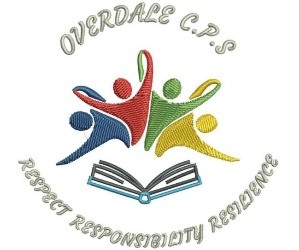 OVERDALE C.P.S
RESPECT RESPONSIBILITY RESILIENCE